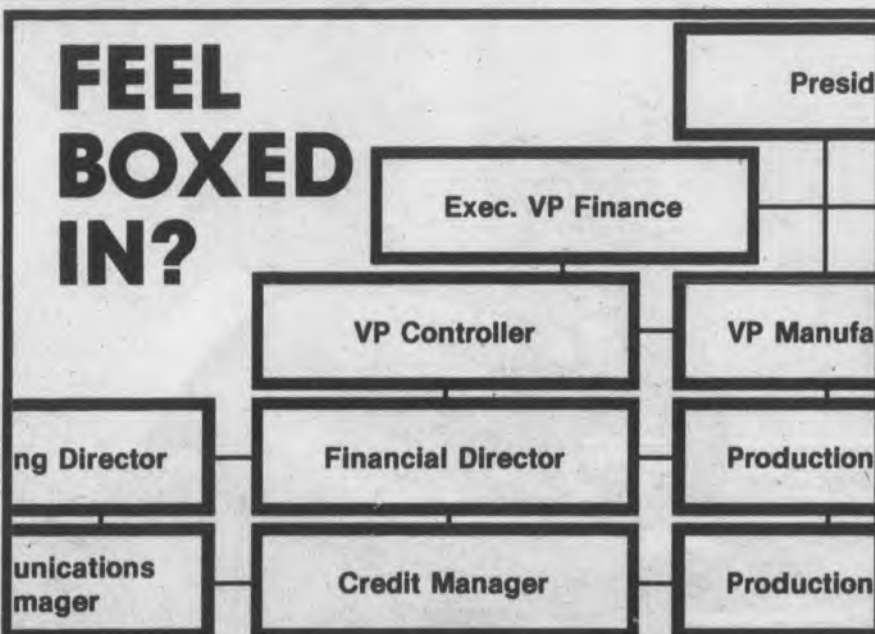 FEEL
BOXED
IN?
Presid
Exec. VP Finance
VP Controller
VP Manufa
ng Director
Financial Director
Production
unications
mager
Credit Manager
Production